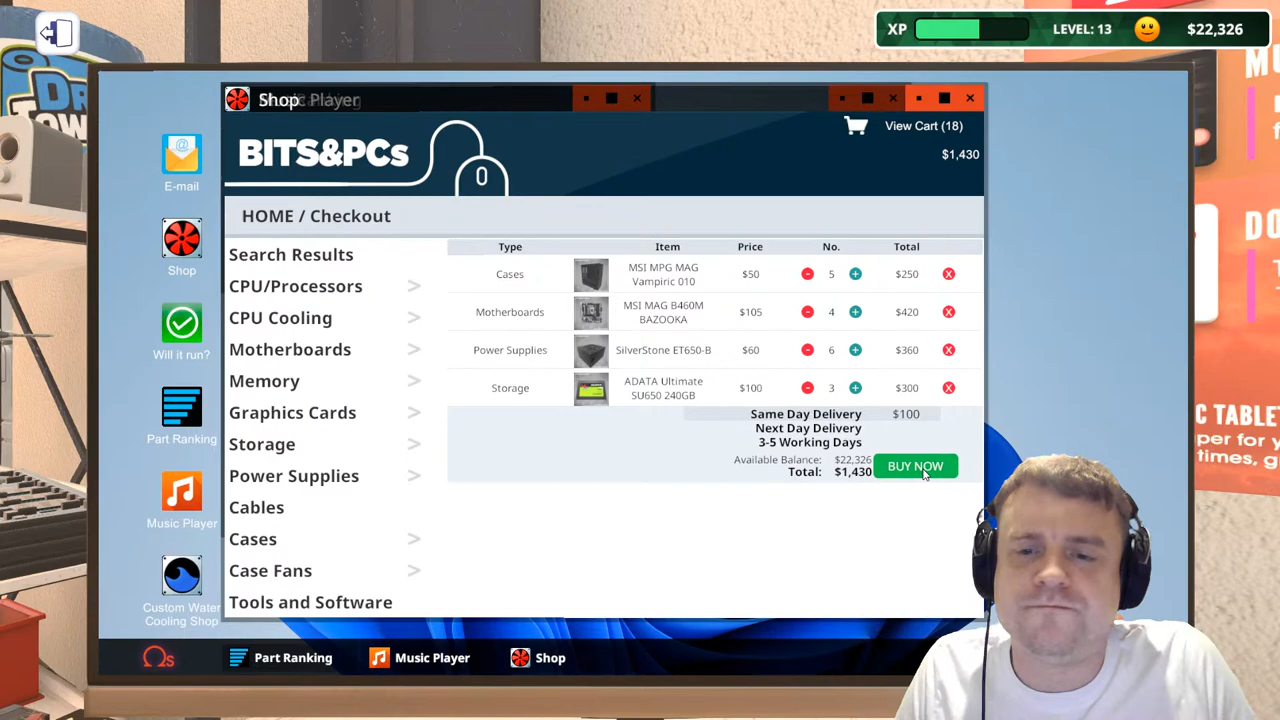 XP
LEVEL: 13
$22,326
Shop Player
View Cart (18)
$1,430
BITS&PCs
HOME / Checkout
Search Results
CPU/Processors >
CPU Cooling >
Motherboards >
Memory >
Graphics Cards >
Storage >
Power Supplies >
Cables
Cases >
Case Fans >
Tools and Software
Type Item Price No. Total
Cases MSI MPG MAG Vampiric 010 $50 - 5 + $250 X
Motherboards MSI MAG B460M BAZOOKA $105 - 4 + $420 X
Power Supplies SilverStone ET650-B $60 - 6 + $360 X
Storage ADATA Ultimate SU650 240GB $100 - 3 + $300 X
Same Day Delivery $100
Next Day Delivery
3-5 Working Days
Available Balance: $22,326
Total: $1,430
BUY NOW
E-mail
Shop
Will it run?
Part Ranking
Music Player
Custom Water
Cooling Shop
Part Ranking
Music Player
Shop
C TABLET
per for y
times, g